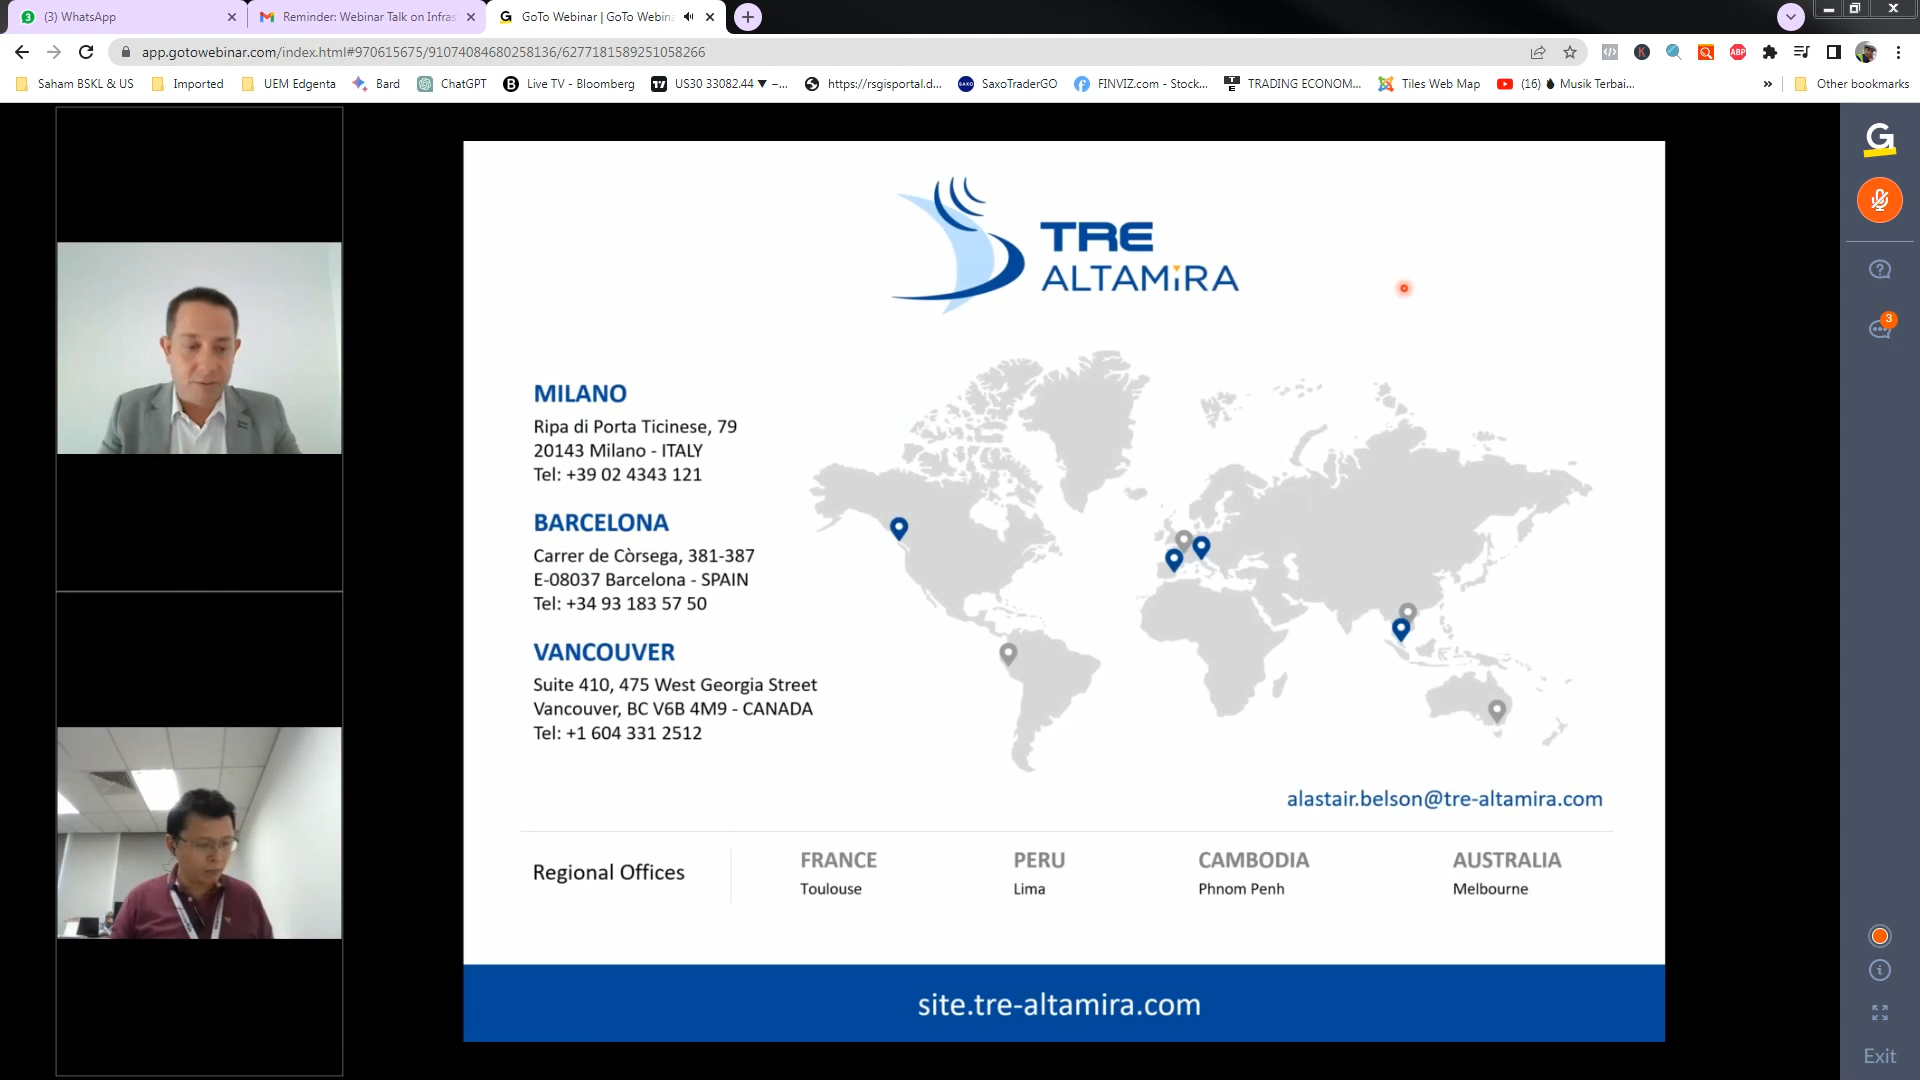 3
(3) WhatsApp
Reminder: Webinar Talk on Infras
GoTo Webinar | GoTo Webin
app.gotowebinar.com/index.html#970615675/91074084680258136/6277181589251058266
Saham BSKL & US
Imported
UEM Edgenta
Bard
ChatGPT
Live TV - Bloomberg
US30 33082.44 ▼ –...
https://rsgisportal.d...
SaxoTraderGO
FINVIZ.com - Stock...
TRADING ECONOM...
Tiles Web Map
(16) 🌢 Musik Terbai...
»
Other bookmarks
ABP
G
3
TRE
ALTAMIRA
MILANO
Ripa di Porta Ticinese, 79
20143 Milano - ITALY
Tel: +39 02 4343 121
BARCELONA
Carrer de Còrsega, 381-387
E-08037 Barcelona - SPAIN
Tel: +34 93 183 57 50
VANCOUVER
Suite 410, 475 West Georgia Street
Vancouver, BC V6B 4M9 - CANADA
Tel: +1 604 331 2512
alastair.belson@tre-altamira.com
Regional Offices
FRANCE
Toulouse
PERU
Lima
CAMBODIA
Phnom Penh
AUSTRALIA
Melbourne
site.tre-altamira.com
Exit